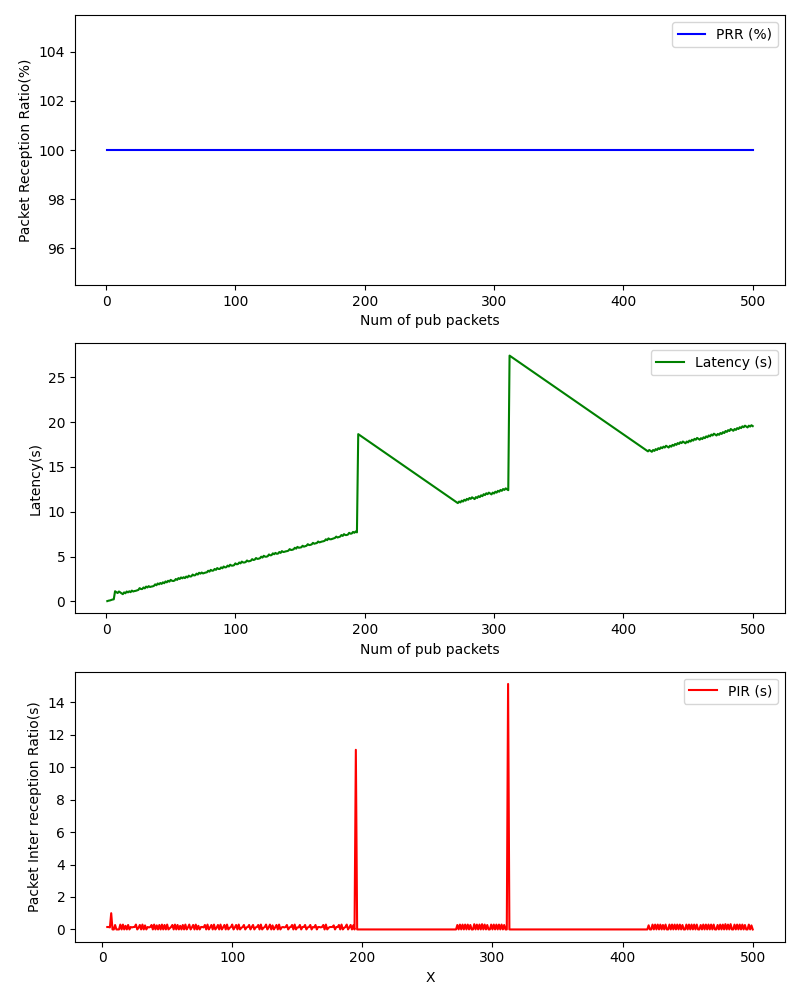 PRR (%)
104
102
100
98
96
Packet Reception Ratio(%)
0 100 200 300 400 500
Num of pub packets
Latency (s)
25
20
15
10
5
0
Latency(s)
0 100 200 300 400 500
Num of pub packets
PIR (s)
14
12
10
8
6
4
2
0
Packet Inter reception Ratio(s)
0 100 200 300 400 500
X